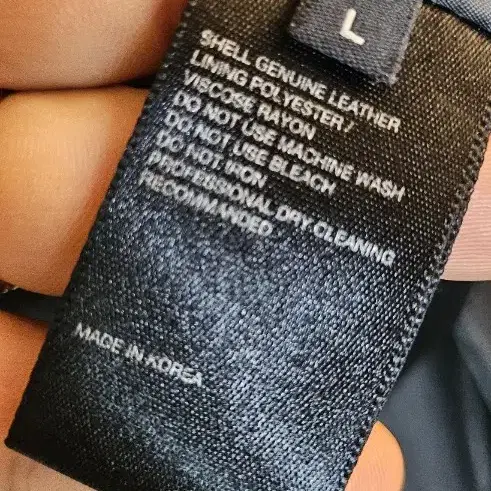 L
SHELL GENUINE LEATHER
LINING POLYESTER/
VISCOSE RAYON
DO NOT USE MACHINE WASH
DO NOT USE BLEACH
DO NOT IRON
PROFESSIONAL DRY CLEANING
RECOMMANDED
MADE IN KOREA